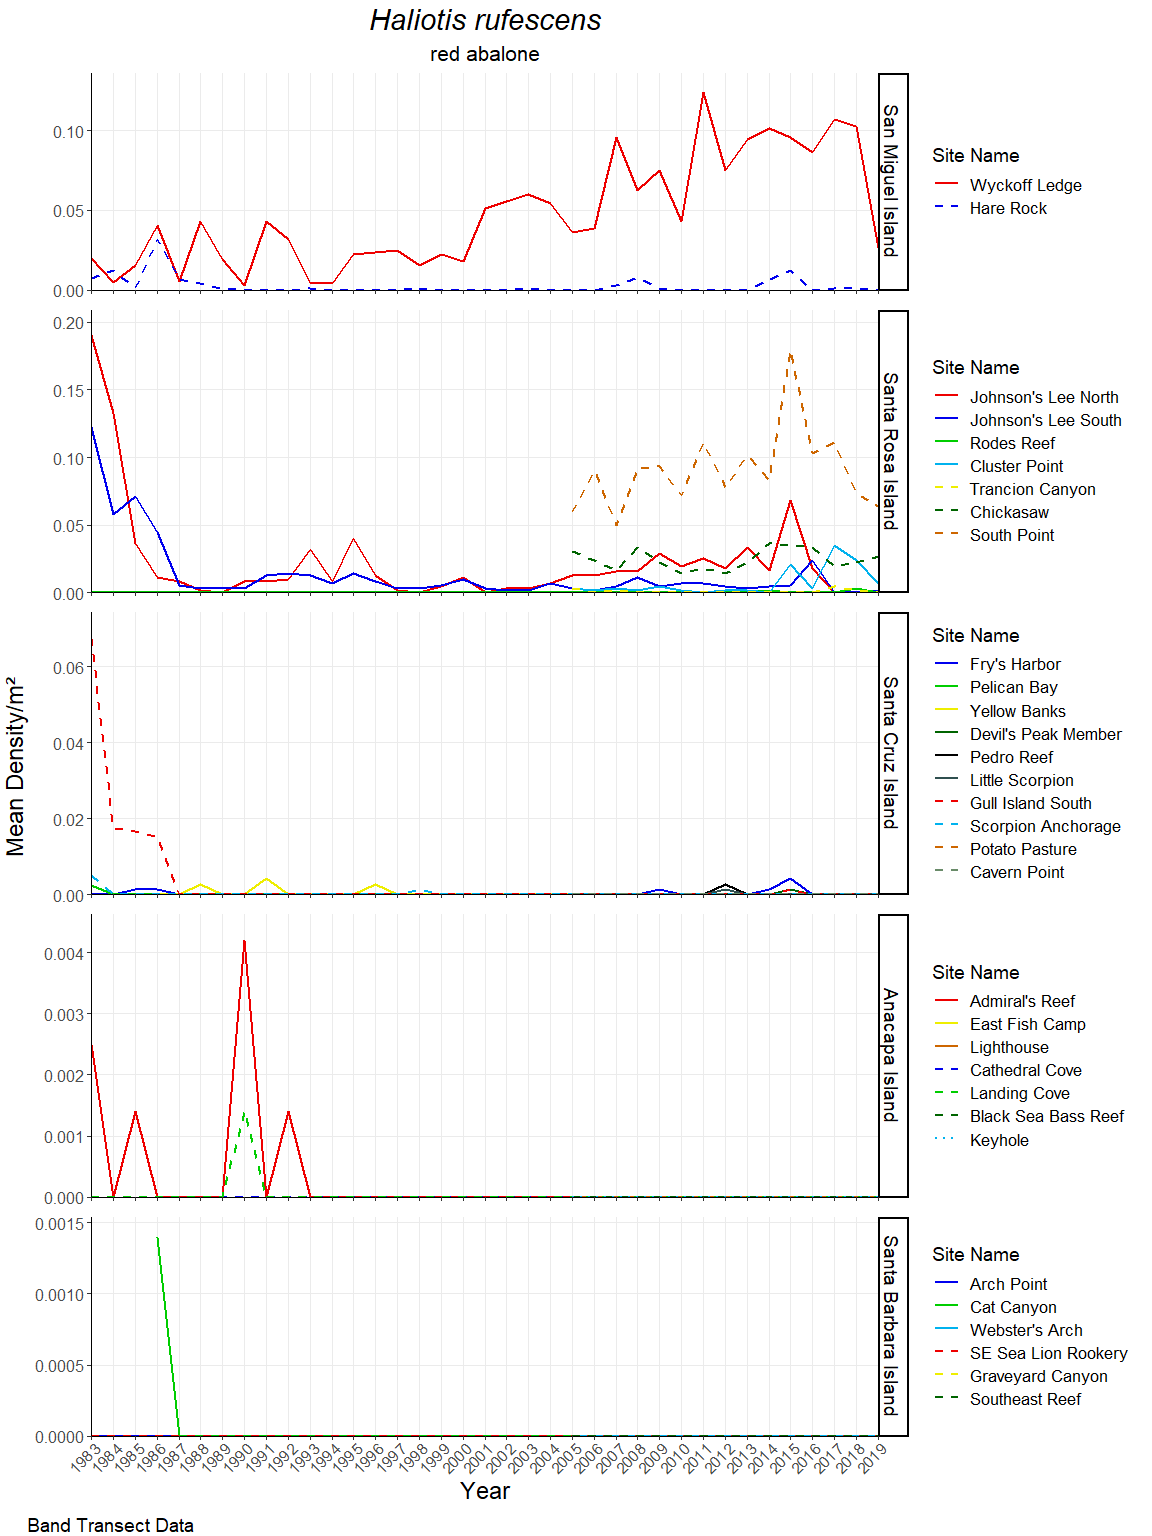 Haliotis rufescens
red abalone
Mean Density/m²
0.10
0.05
0.00
San Miguel Island
Site Name
Wyckoff Ledge
Hare Rock
0.20
0.15
0.10
0.05
0.00
Santa Rosa Island
Site Name
Johnson's Lee North
Johnson's Lee South
Rodes Reef
Cluster Point
Trancion Canyon
Chickasaw
South Point
0.06
0.04
0.02
0.00
Santa Cruz Island
Site Name
Fry's Harbor
Pelican Bay
Yellow Banks
Devil's Peak Member
Pedro Reef
Little Scorpion
Gull Island South
Scorpion Anchorage
Potato Pasture
Cavern Point
0.004
0.003
0.002
0.001
0.000
Anacapa Island
Site Name
Admiral's Reef
East Fish Camp
Lighthouse
Cathedral Cove
Landing Cove
Black Sea Bass Reef
Keyhole
0.0015
0.0010
0.0005
0.0000
Santa Barbara Island
Site Name
Arch Point
Cat Canyon
Webster's Arch
SE Sea Lion Rookery
Graveyard Canyon
Southeast Reef
1983 1984 1985 1986 1987 1988 1989 1990 1991 1992 1993 1994 1995 1996 1997 1998 1999 2000 2001 2002 2003 2004 2005 2006 2007 2008 2009 2010 2011 2012 2013 2014 2015 2016 2017 2018 2019
Year
Band Transect Data